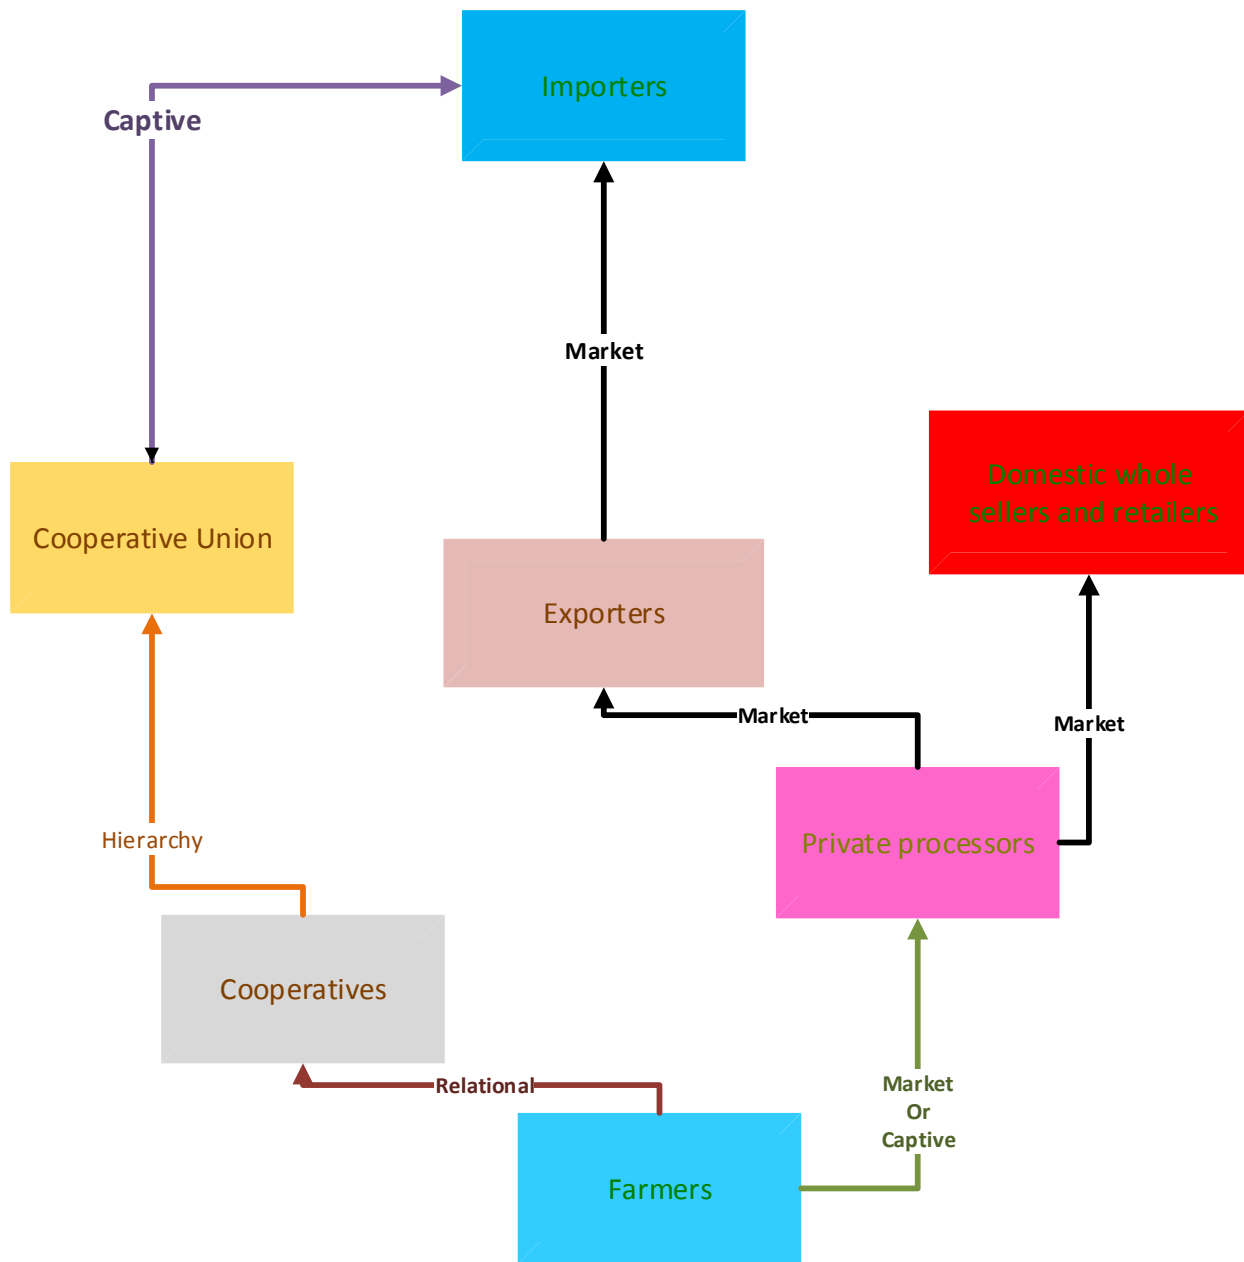 Importers
Captive
Market
Domestic whole
sellers and retailers
Cooperative Union
Exporters
Market
Market
Private processors
Hierarchy
Cooperatives
Relational
Market
Or
Captive
Farmers